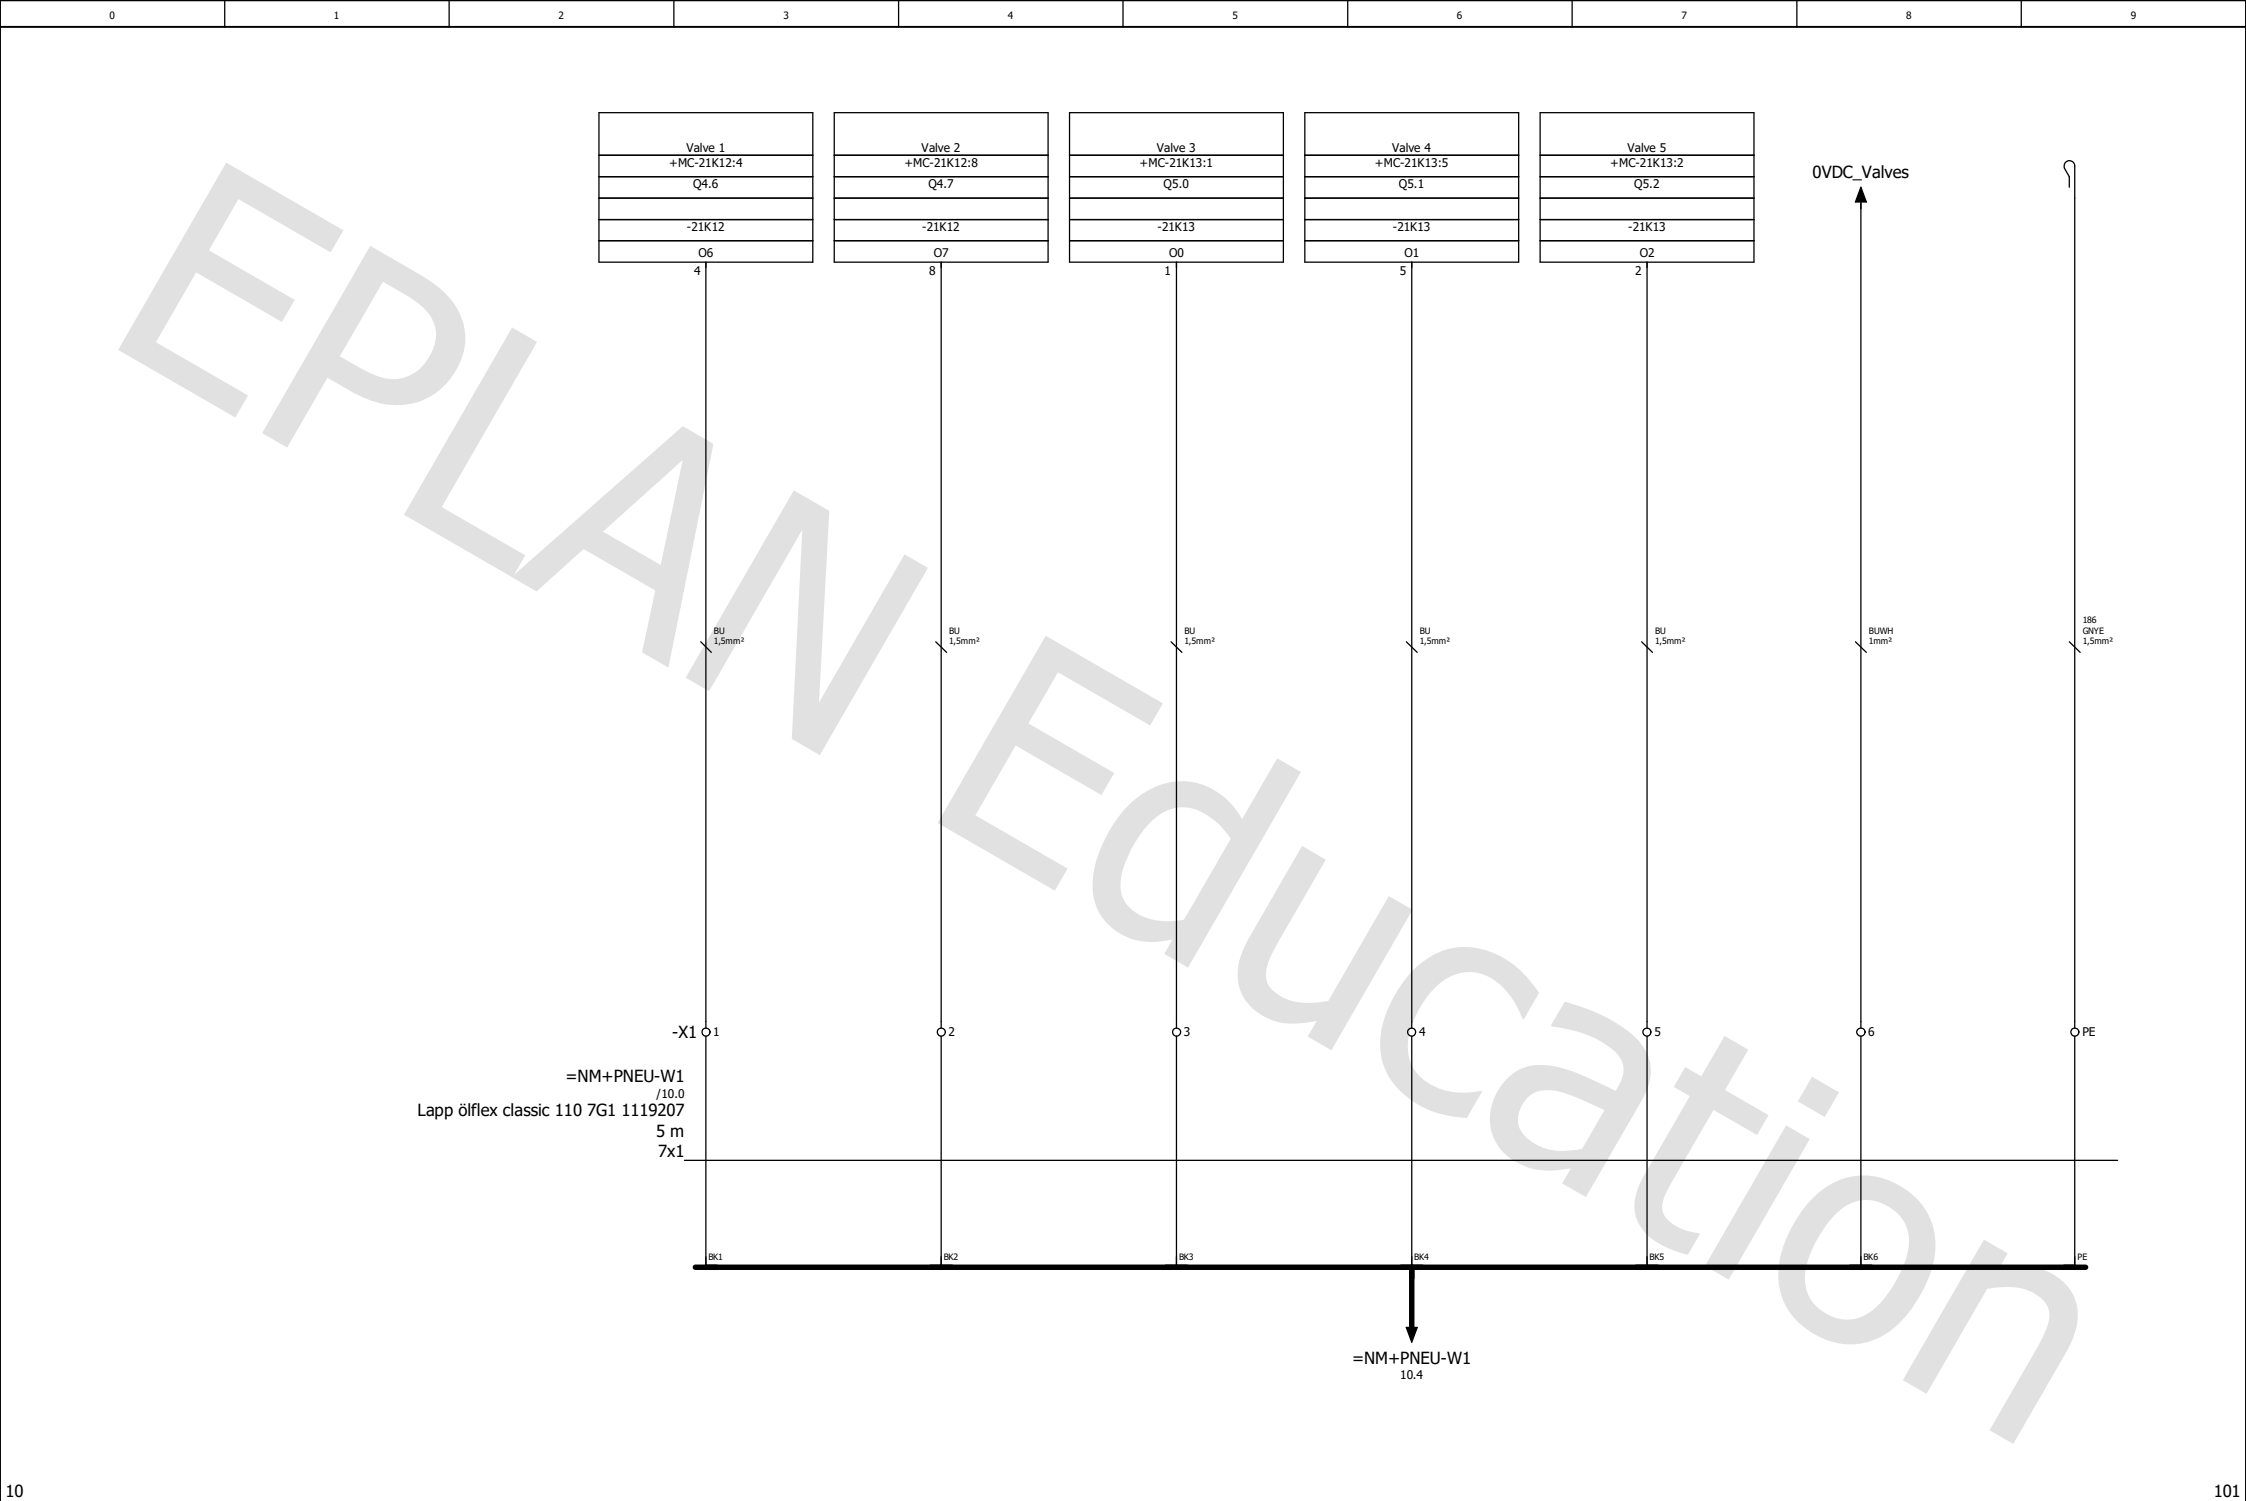 0 1 2 3 4 5 6 7 8 9
Valve 1 Valve 2 Valve 3 Valve 4 Valve 5
+MC-21K12:4 +MC-21K12:8 +MC-21K13:1 +MC-21K13:5 +MC-21K13:2
0VDC_Valves
Q4.6 Q4.7 Q5.0 Q5.1 Q5.2
-21K12 -21K12 -21K13 -21K13 -21K13
O6 O7 O0 O1 O2
4 8 1 5 2
186
BU BU BU BU BU BUWH GNYE
1,5mm² 1,5mm² 1,5mm² 1,5mm² 1,5mm² 1mm² 1,5mm²
-X1 1 2 3 4 5 6 PE
=NM+PNEU-W1
/10.0
Lapp ölflex classic 110 7G1 1119207
5 m
7x1
BK1 BK2 BK3 BK4 BK5 BK6 PE
=NM+PNEU-W1
10.4
10 101
EPLAN Education